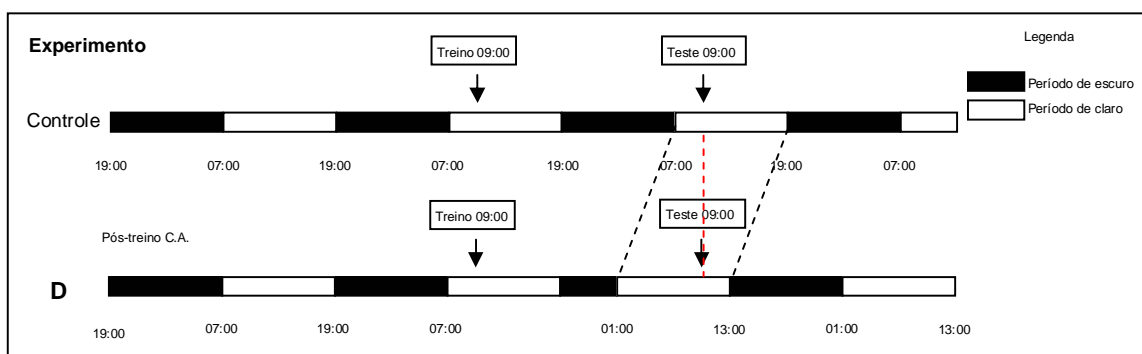 Experimento
Legenda
Treino 09:00
Teste 09:00
Período de escuro
Período de claro
Controle
19:00 07:00 19:00 07:00 19:00 07:00 19:00 07:00
Treino 09:00
Teste 09:00
Pós-treino C.A.
D
19:00 07:00 19:00 07:00 01:00 13:00 01:00 13:00